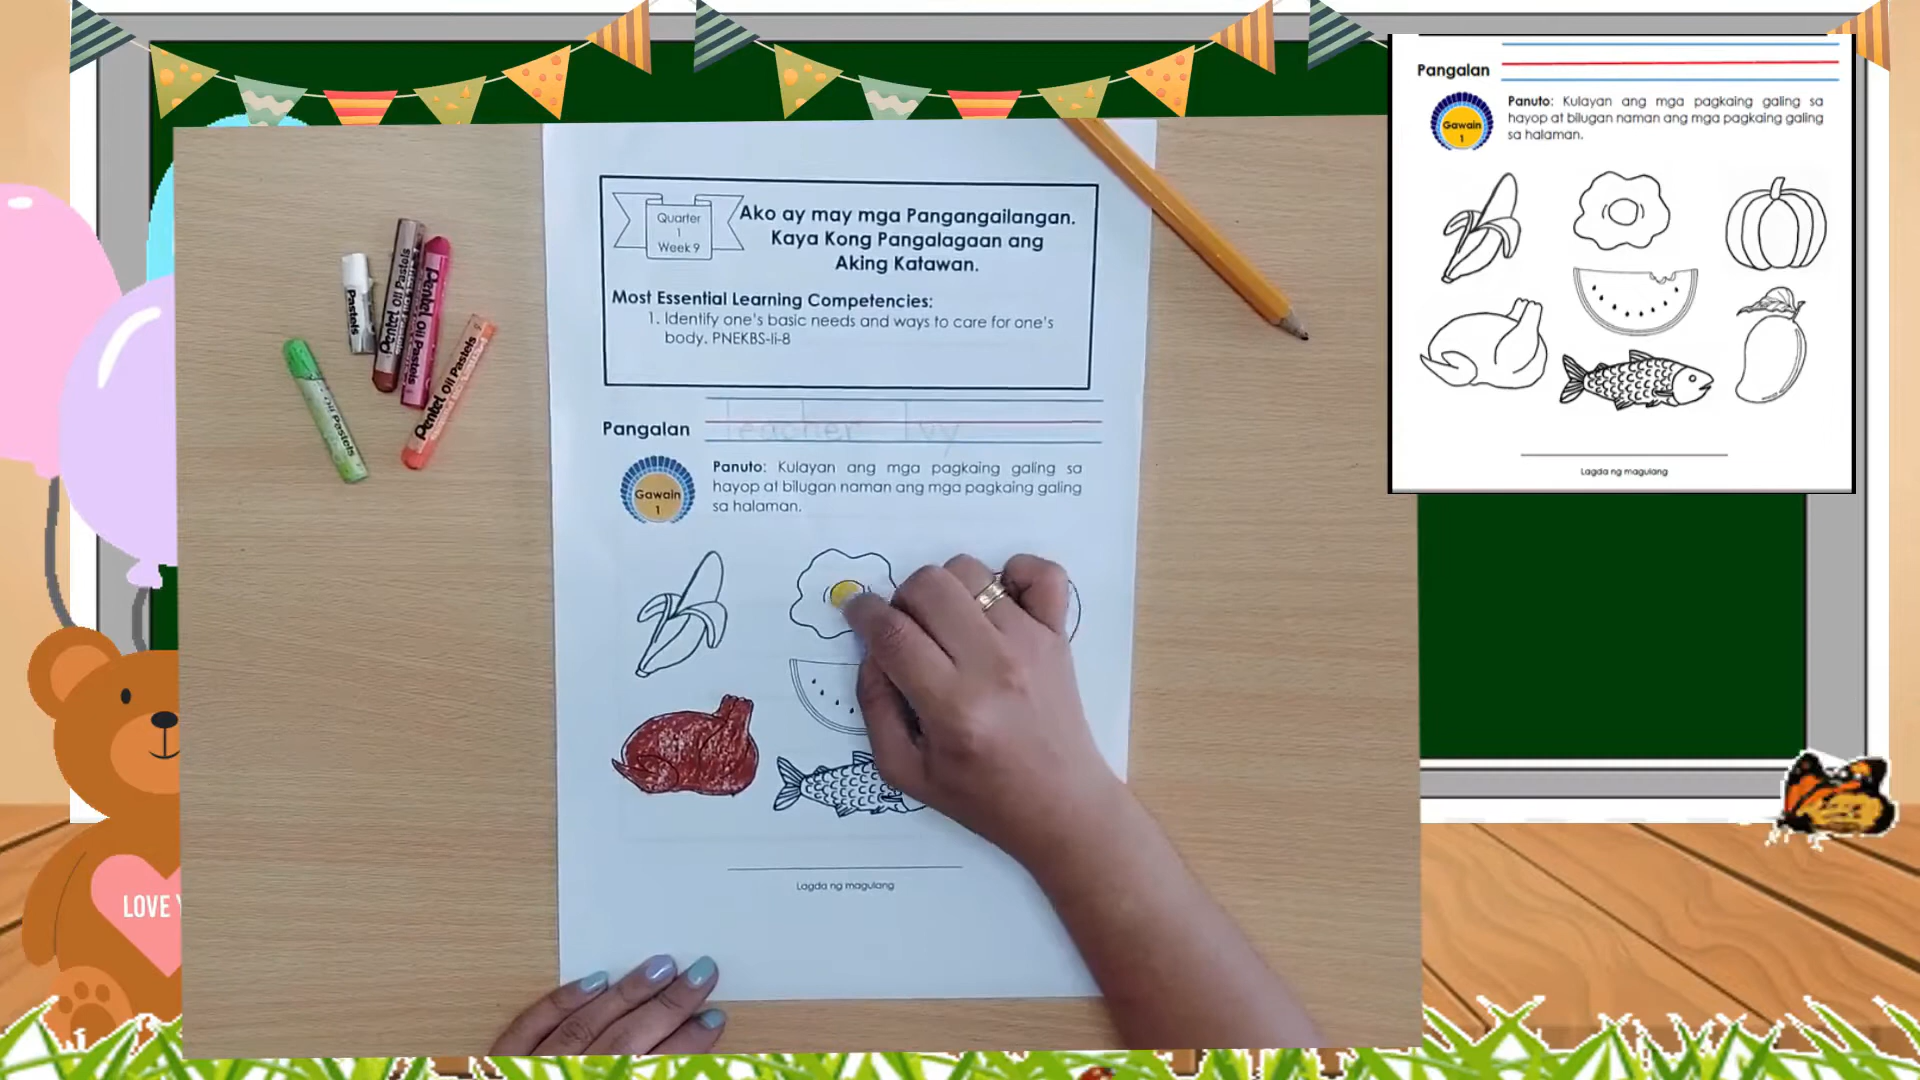 Quarter
1
Week 9
Ako ay may mga Pangangailangan.
Kaya Kong Pangalagaan ang
Aking Katawan.
Most Essential Learning Competencies:
1. Identify one's basic needs and ways to care for one's
body. PNEKBS-Ii-8
Pangalan
Teacher Ivy
Gawain
1
Panuto: Kulayan ang mga pagkaing galing sa
hayop at bilugan naman ang mga pagkaing galing
sa halaman.
Lagda ng magulang
Pangalan
Gawain
1
Panuto: Kulayan ang mga pagkaing galing sa
hayop at bilugan naman ang mga pagkaing galing
sa halaman.
Lagda ng magulang
Pastels
Pentel Oil Pastels
Pentel Oil Pastels
Pentel Oil Pastels
Oil Pastels
LOVE